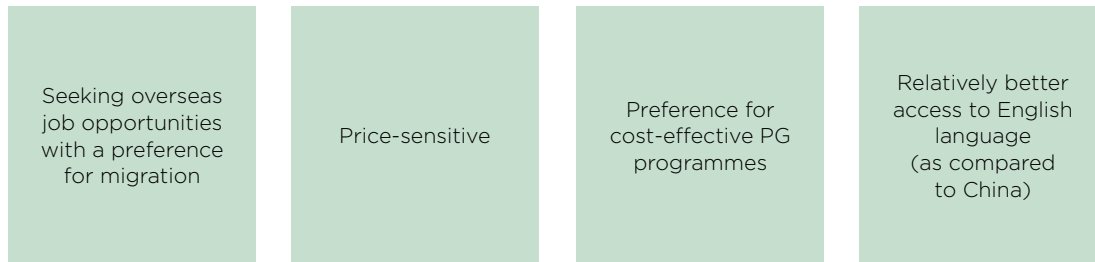 Seeking overseas
job opportunities
with a preference
for migration
Price-sensitive
Preference for
cost-effective PG
programmes
Relatively better
access to English
language
(as compared
to China)